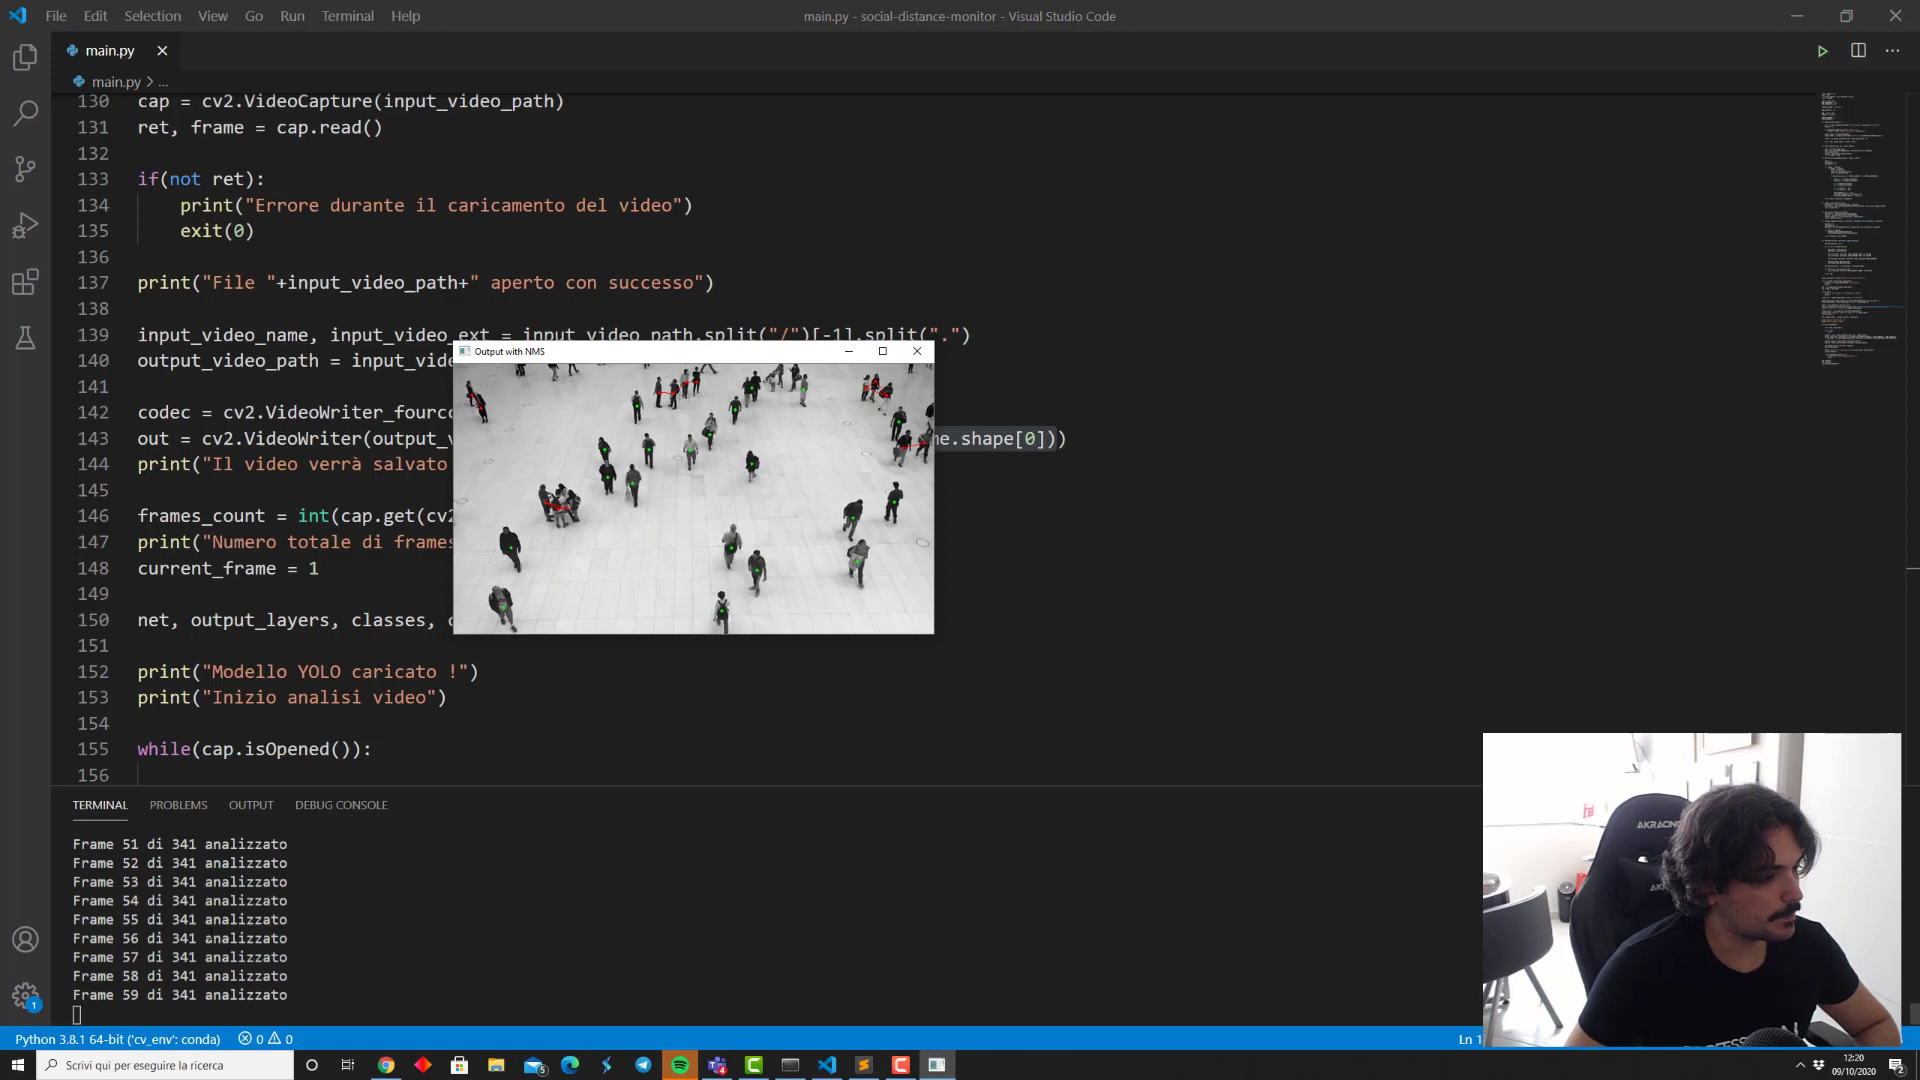 File Edit Selection View Go Run Terminal Help
main.py - social-distance-monitor - Visual Studio Code
main.py
main.py > ...
130 cap = cv2.VideoCapture(input_video_path)
131 ret, frame = cap.read()
132
133 if(not ret):
134 print("Errore durante il caricamento del video")
135 exit(0)
136
137 print("File "+input_video_path+" aperto con successo")
138
139 input_video_name, input_video_ext = input_video_path.split("/")[-1].split(".")
Output with NMS
140 output_video_path =
141
142 codec =
143 out = me.shape[0]))
144 print("Il video verrà salvato
145
146 frames_count = int(cap.get(
147 print("Numero totale di
148 current_frame = 1
149
150 net, output_layers, classes,
151
152 print("Modello YOLO caricato !")
153 print("Inizio analisi video")
154
155 while(cap.isOpened()):
156
TERMINAL PROBLEMS OUTPUT DEBUG CONSOLE
Frame 51 di 341 analizzato
Frame 52 di 341 analizzato
Frame 53 di 341 analizzato
Frame 54 di 341 analizzato
Frame 55 di 341 analizzato
Frame 56 di 341 analizzato
Frame 57 di 341 analizzato
Frame 58 di 341 analizzato
Frame 59 di 341 analizzato
AKRACING
1
Python 3.8.1 64-bit ('cv_env': conda) 0 0
Ln
Scrivi qui per eseguire la ricerca
5
4
12:20
09/10/2020
2